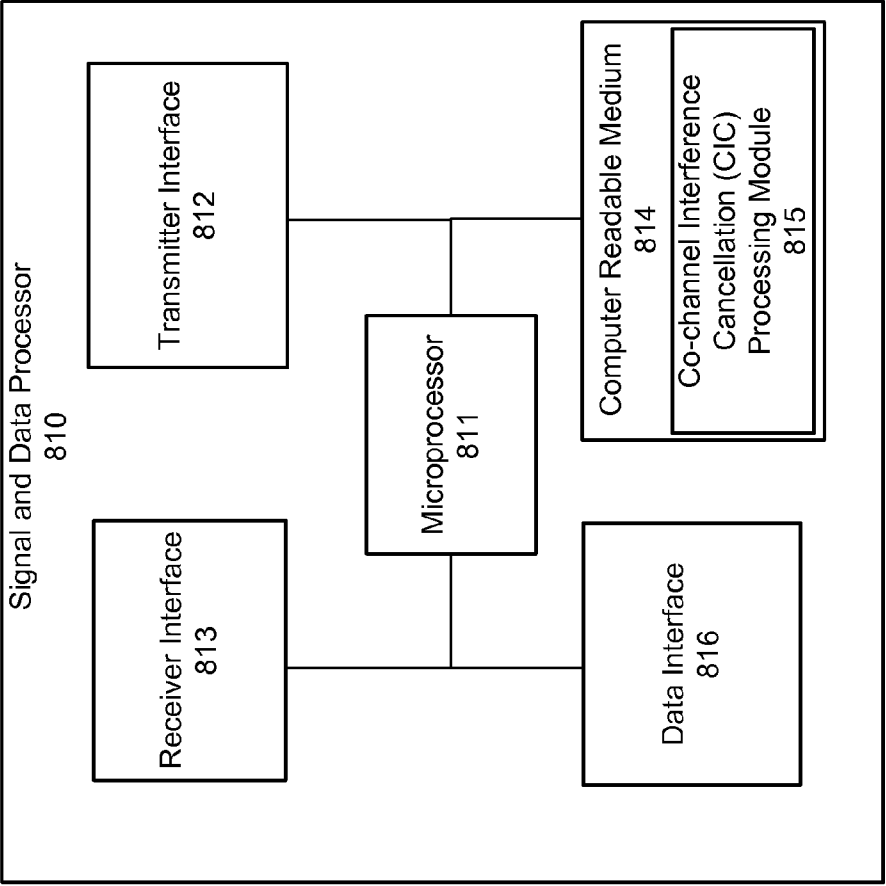 Signal and Data Processor
810
Receiver Interface
813
Transmitter Interface
812
Microprocessor
811
Data Interface
816
Computer Readable Medium
814
Co-channel Interference
Cancellation (CIC)
Processing Module
815